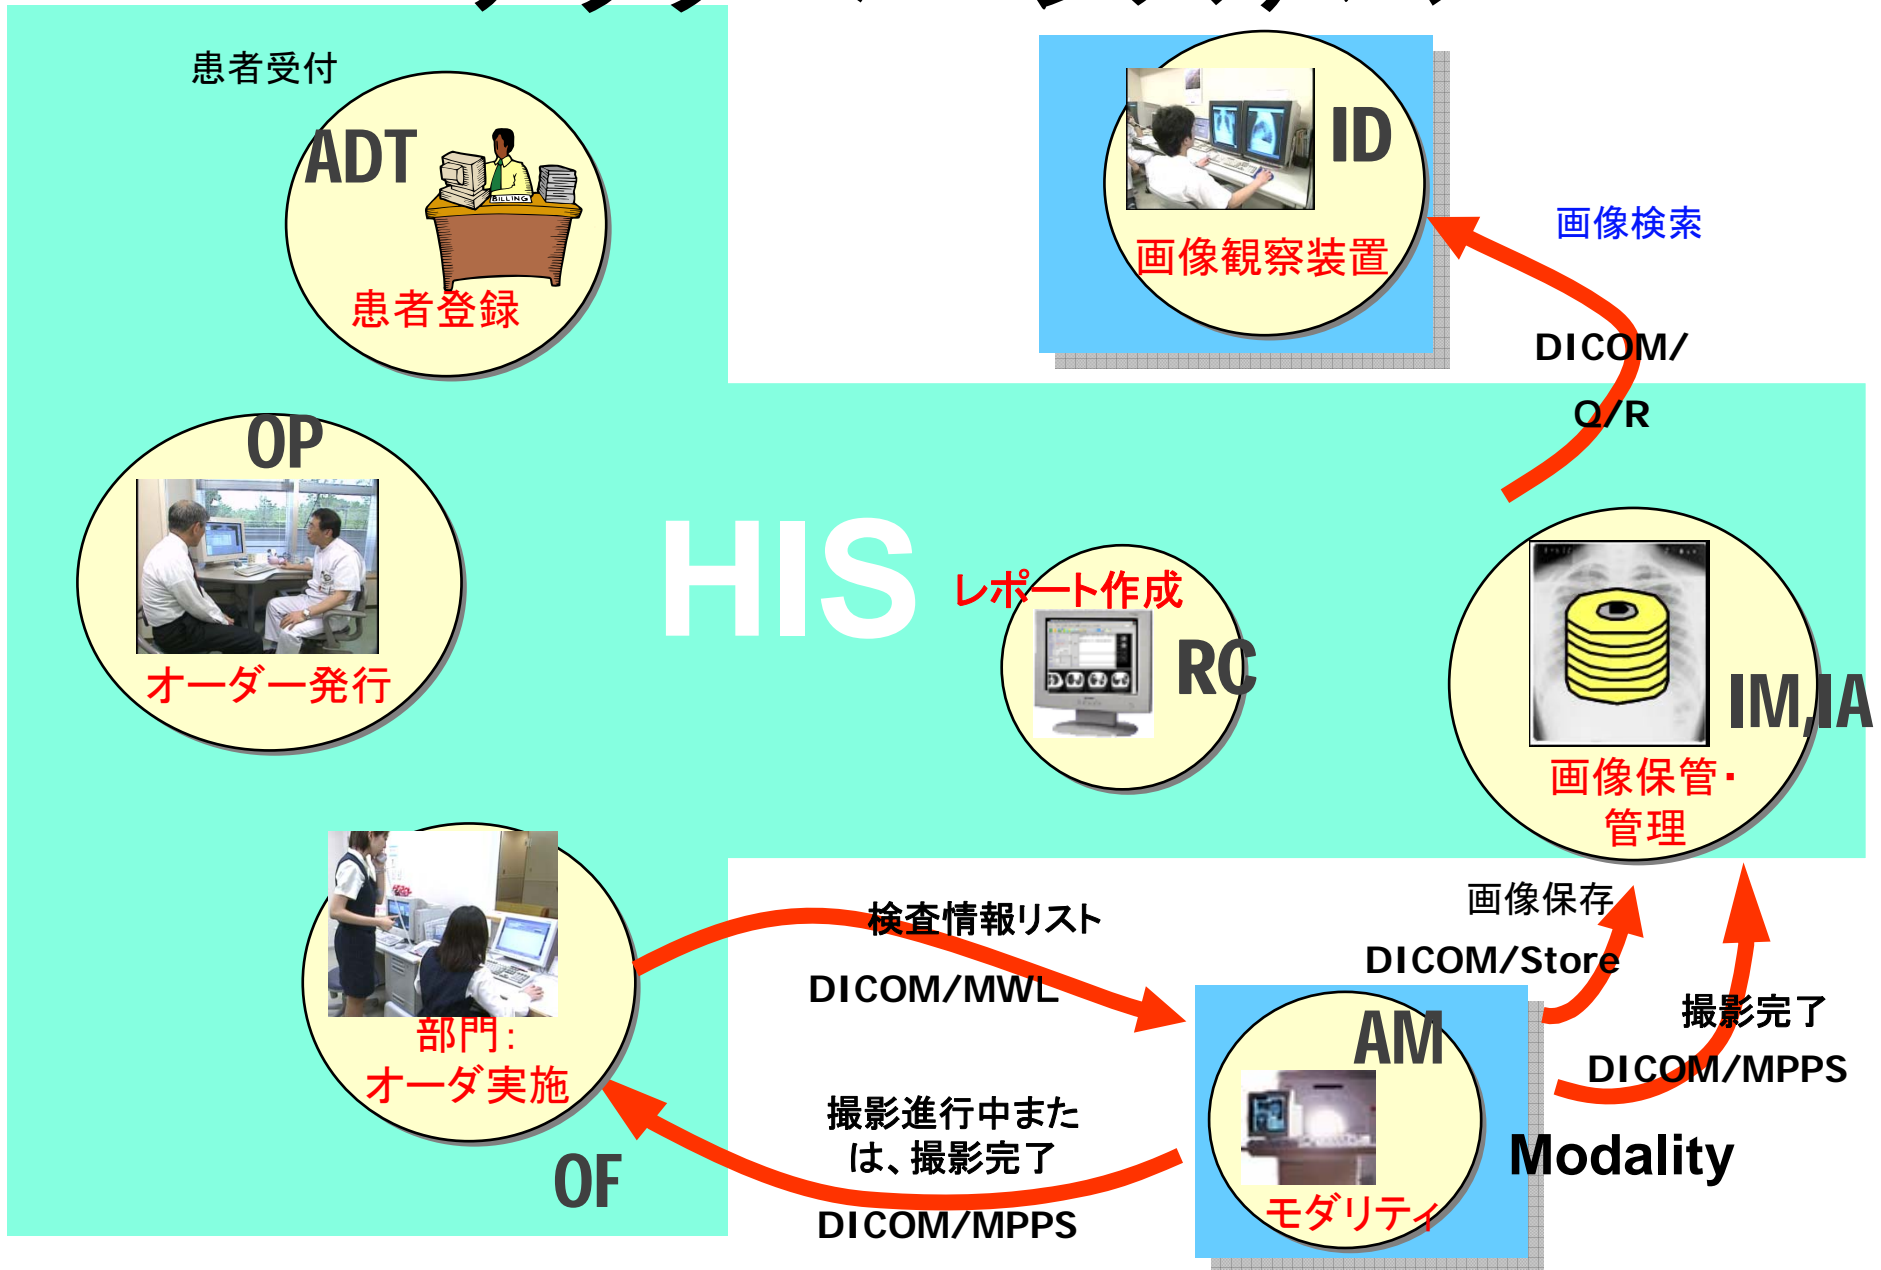 患者受付
ADT
BILLING
患者登録
ID
画像観察装置
画像検索
DICOM/
Q/R
OP
オーダー発行
HIS
レポート作成
RC
IM,IA
画像保管・
管理
部門:
オーダ実施
OF
検査情報リスト
DICOM/MWL
撮影進行中また
は、撮影完了
DICOM/MPPS
画像保存
DICOM/Store
撮影完了
DICOM/MPPS
AM
モダリティ
Modality